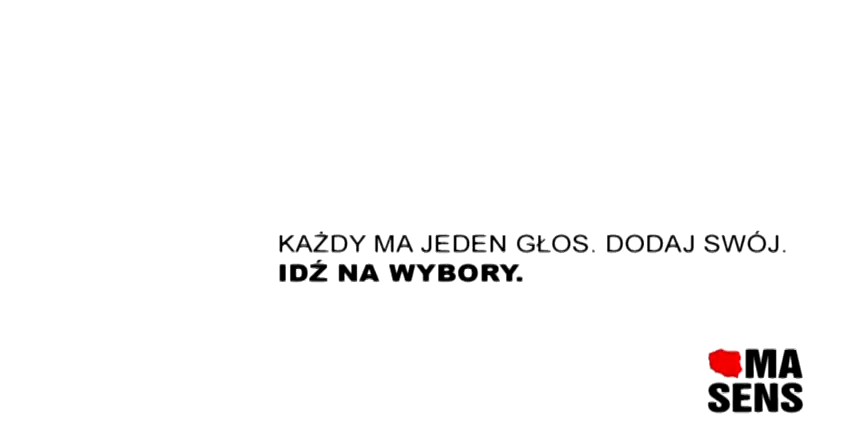 KAŻDY MA JEDEN GŁOS. DODAJ SWÓJ.
IDŹ NA WYBORY.
MA
SENS